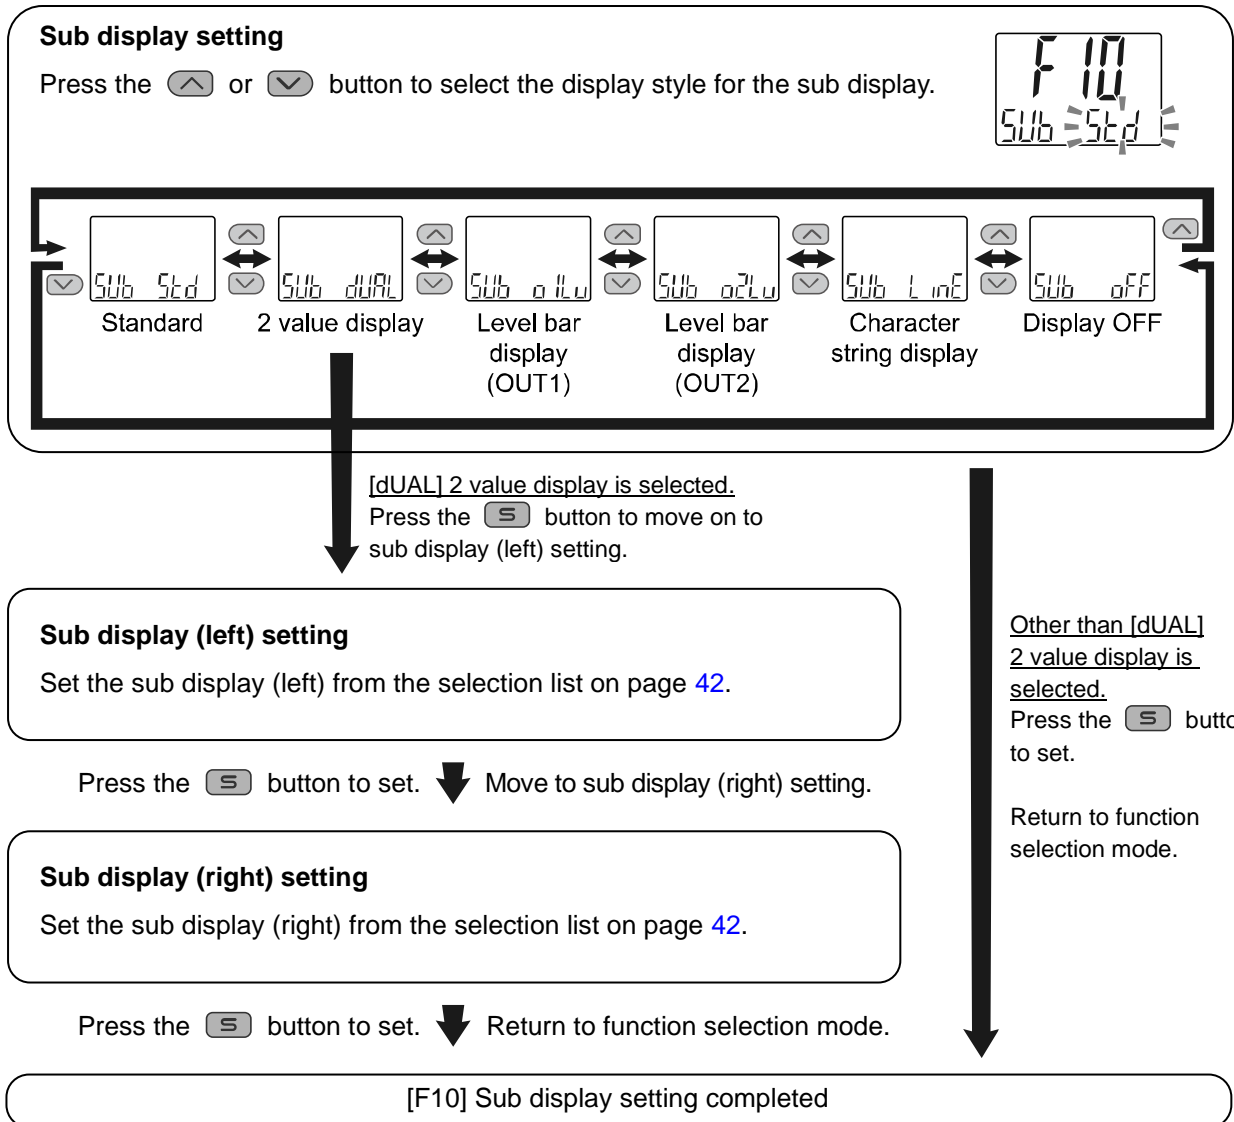 Sub display setting
Press the or button to select the display style for the sub display.
F 10
SUb Std
SUb Std
SUb dUAL
SUb o1Lv
SUb o2Lv
SUb LinE
SUb oFF
Standard
2 value display
Level bar
display
(OUT1)
Level bar
display
(OUT2)
Character
string display
Display OFF
[dUAL] 2 value display is selected.
Press the S button to move on to
sub display (left) setting.
Sub display (left) setting
Set the sub display (left) from the selection list on page 42.
Press the S button to set. Move to sub display (right) setting.
Sub display (right) setting
Set the sub display (right) from the selection list on page 42.
Press the S button to set. Return to function selection mode.
Other than [dUAL]
2 value display is
selected.
Press the S butto
to set.
Return to function
selection mode.
[F10] Sub display setting completed